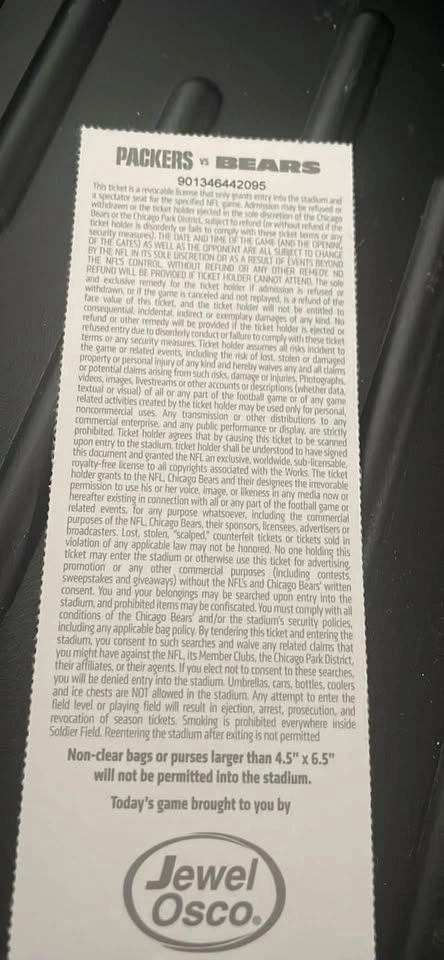 PACKERS VS BEARS
901346442095
This ticket is a revocable license that only grants entry into the stadium and
a spectator seat for the specified NFL game. Admission may be refused or
withdrawn or the ticket holder ejected in the sole discretion of the Chicago
Bears or the Chicago Park District, subject to refund (or without refund if the
ticket holder is disorderly or fails to comply with these ticket terms or any
security measures). THE DATE AND TIME OF THE GAME (AND THE OPENING
OF THE GATES) AS WELL AS THE OPPONENT ARE ALL SUBJECT TO CHANGE
BY THE NFL IN ITS SOLE DISCRETION OR AS A RESULT OF EVENTS BEYOND
THE NFL'S CONTROL, WITHOUT REFUND OR ANY OTHER REMEDY. NO
REFUND WILL BE PROVIDED IF TICKET HOLDER CANNOT ATTEND. The sole
and exclusive remedy for the ticket holder if admission is refused or
withdrawn, or if the game is canceled and not replayed, is a refund of the
face value of this ticket, and the ticket holder will not be entitled to
consequential, incidental, indirect or exemplary damages of any kind. No
refund or other remedy will be provided if the ticket holder is ejected or
refused entry due to disorderly conduct or failure to comply with these ticket
terms or any security measures. Ticket holder assumes all risks incident to
the game or related events, including the risk of lost, stolen or damaged
property or personal injury of any kind and hereby waives any and all claims
or potential claims arising from such risks, damage or injuries. Photographs,
videos, images, livestreams or other accounts or descriptions (whether data,
textual or visual) of all or any part of the football game or of any game
related activities created by the ticket holder may be used only for personal,
noncommercial uses. Any transmission or other distributions to any
commercial enterprise, and any public performance or display, are strictly
prohibited. Ticket holder agrees that by causing this ticket to be scanned
upon entry to the stadium, ticket holder shall be understood to have signed
this document and granted the NFL an exclusive, worldwide, sub-licensable,
royalty-free license to all copyrights associated with the Works. The ticket
holder grants to the NFL, Chicago Bears and their designees the irrevocable
permission to use his or her voice, image, or likeness in any media now or
hereafter existing in connection with all or any part of the football game or
related events, for any purpose whatsoever, including the commercial
purposes of the NFL, Chicago Bears, their sponsors, licensees, advertisers or
broadcasters. Lost, stolen, "scalped," counterfeit tickets or tickets sold in
violation of any applicable law may not be honored. No one holding this
ticket may enter the stadium or otherwise use this ticket for advertising,
promotion or any other commercial purposes (including contests,
sweepstakes and giveaways) without the NFL's and Chicago Bears' written
consent. You and your belongings may be searched upon entry into the
stadium, and prohibited items may be confiscated. You must comply with all
conditions of the Chicago Bears' and/or the stadium's security policies,
including any applicable bag policy. By tendering this ticket and entering the
stadium, you consent to such searches and waive any related claims that
you might have against the NFL, its Member Clubs, the Chicago Park District,
their affiliates, or their agents. If you elect not to consent to these searches,
you will be denied entry into the stadium. Umbrellas, cans, bottles, coolers
and ice chests are NOT allowed in the stadium. Any attempt to enter the
field level or playing field will result in ejection, arrest, prosecution, and
revocation of season tickets. Smoking is prohibited everywhere inside
Soldier Field. Reentering the stadium after exiting is not permitted
Non-clear bags or purses larger than 4.5" x 6.5"
will not be permitted into the stadium.
Today's game brought to you by
Jewel
Osco.